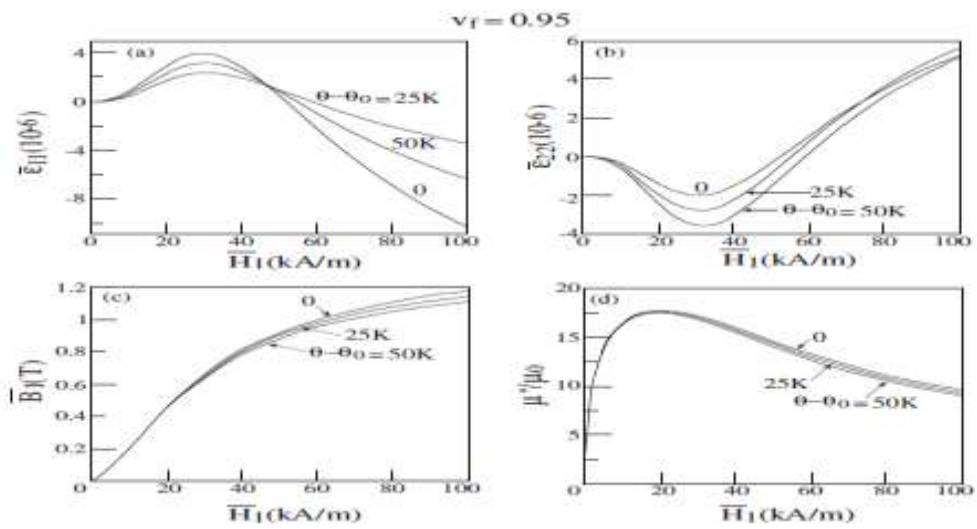 v_f = 0.95
(a)
4
0
-4
-8
ε̄₁₁(10-6)
θ-θ₀ = 25K
50K
0
0 20 40 60 80 100
H̄₁(kA/m)
(b)
6
4
2
0
-2
-4
ε̄₂₂(10-6)
0
25K
θ-θ₀ = 50K
0 20 40 60 80 100
H̄₁(kA/m)
(c)
1.2
1
0.8
0.6
0.4
0.2
0
B̄₁(T)
0
25K
θ-θ₀ = 50K
20 40 60 80 100
H̄₁(kA/m)
(d)
20
15
10
5
0
μ*/μ₀
0
25K
θ-θ₀ = 50K
20 40 60 80 100
H̄₁(kA/m)